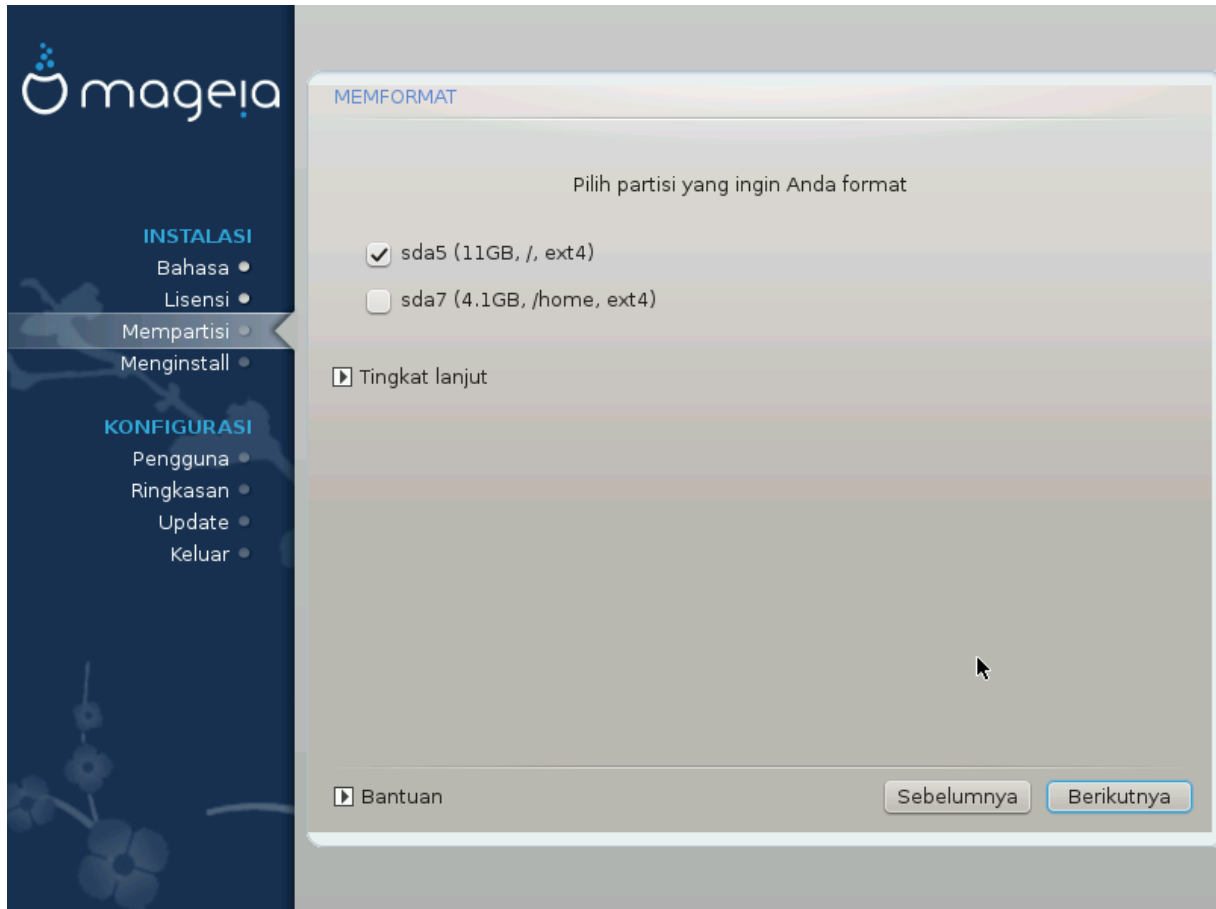 mageia
INSTALASI
Bahasa
Lisensi
Mempartisi
Menginstall
KONFIGURASI
Pengguna
Ringkasan
Update
Keluar
MEMFORMAT
Pilih partisi yang ingin Anda format
sda5 (11GB, /, ext4)
sda7 (4.1GB, /home, ext4)
Tingkat lanjut
Bantuan
Sebelumnya
Berikutnya